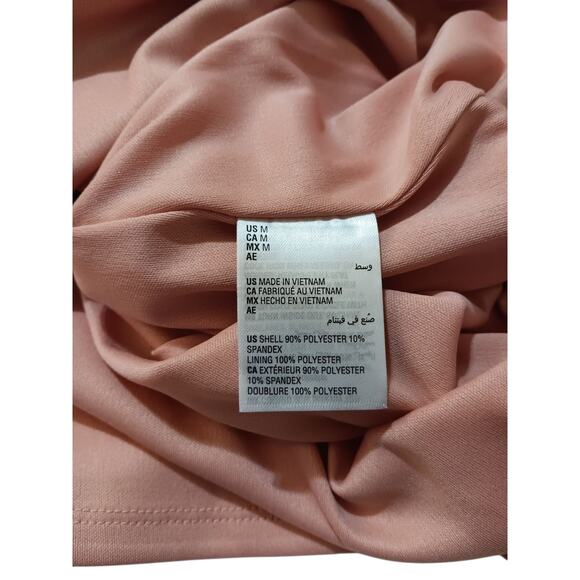 US M
CA M
MX M
AE
وسط
US MADE IN VIETNAM
CA FABRIQUÉ AU VIETNAM
MX HECHO EN VIETNAM
AE
صُنع في فيتنام
US SHELL 90% POLYESTER 10%
SPANDEX
LINING 100% POLYESTER
CA EXTÉRIEUR 90% POLYESTER
10% SPANDEX
DOUBLURE 100% POLYESTER